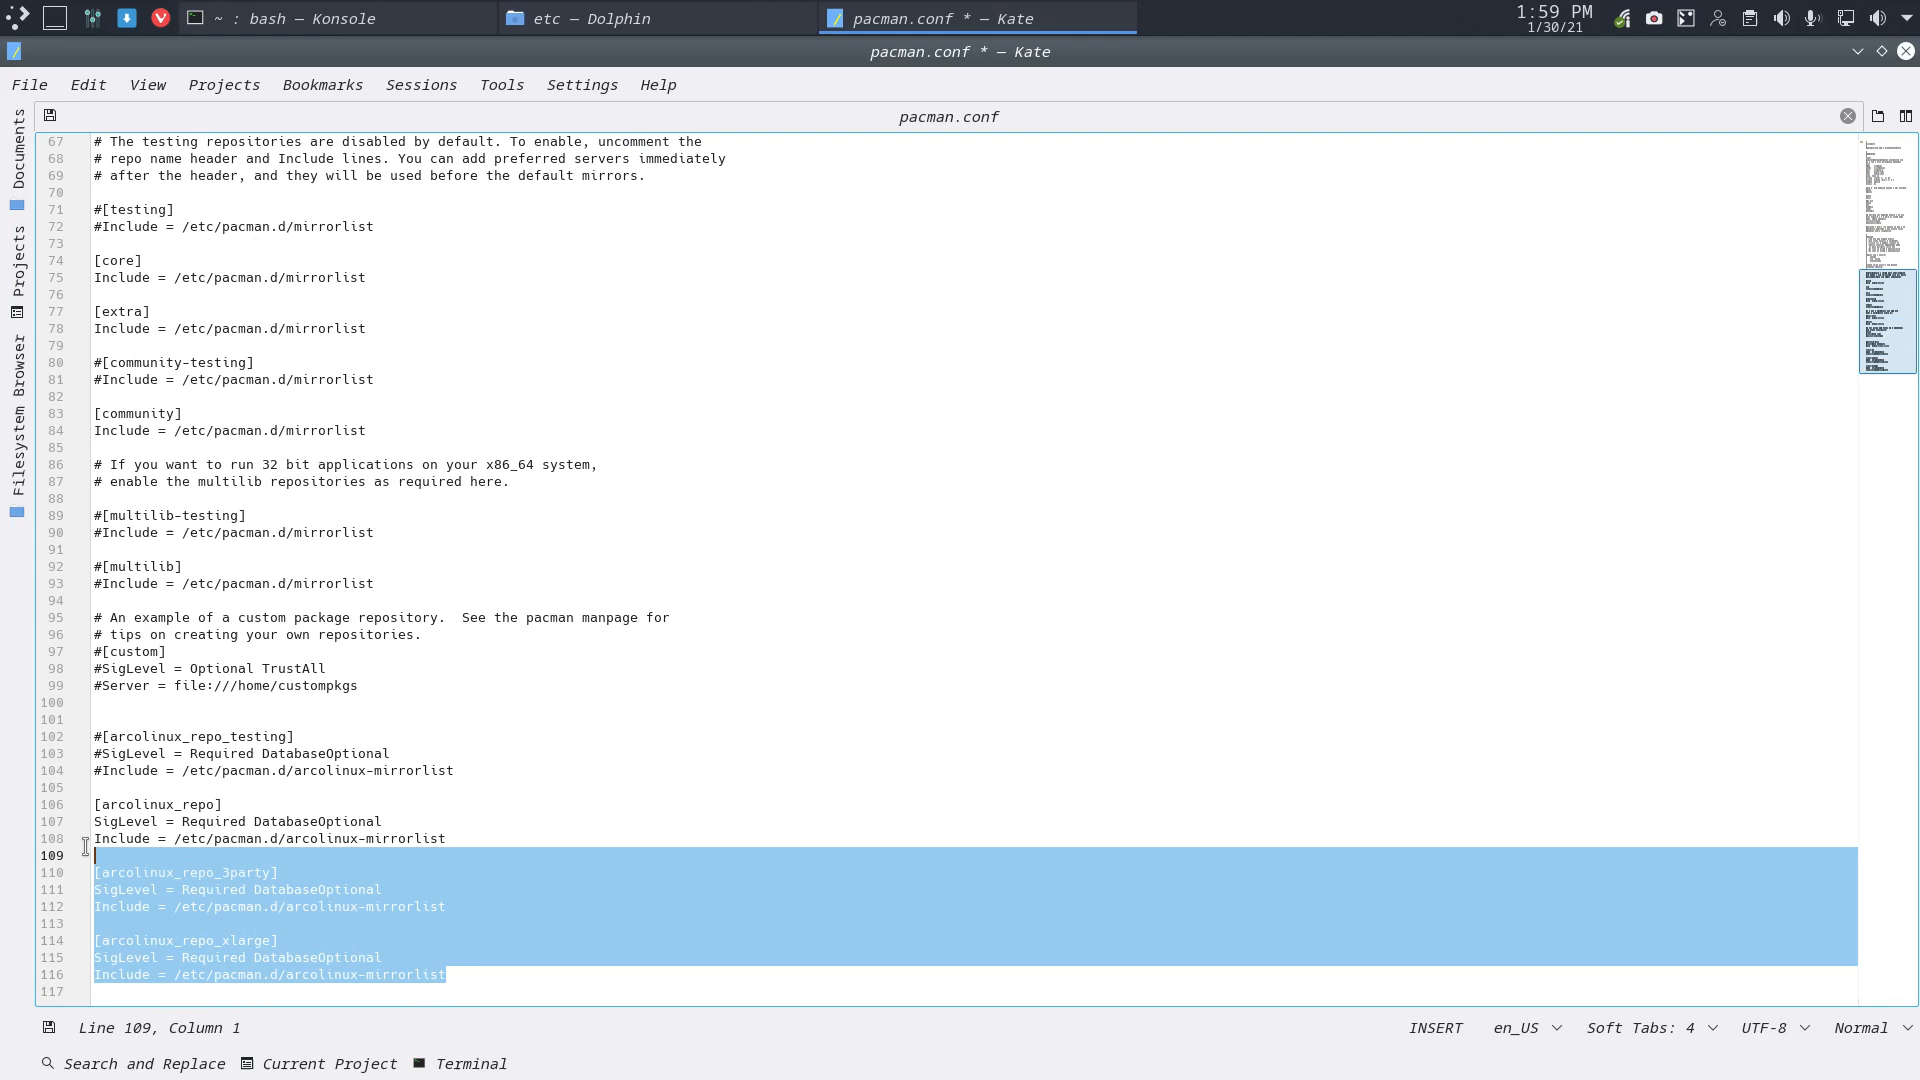 ~ : bash — Konsole
etc — Dolphin
pacman.conf * — Kate
1:59 PM
1/30/21
pacman.conf * — Kate
File Edit View Projects Bookmarks Sessions Tools Settings Help
Documents
Projects
Filesystem Browser
pacman.conf
67 # The testing repositories are disabled by default. To enable, uncomment the
68 # repo name header and Include lines. You can add preferred servers immediately
69 # after the header, and they will be used before the default mirrors.
70
71 #[testing]
72 #Include = /etc/pacman.d/mirrorlist
73
74 [core]
75 Include = /etc/pacman.d/mirrorlist
76
77 [extra]
78 Include = /etc/pacman.d/mirrorlist
79
80 #[community-testing]
81 #Include = /etc/pacman.d/mirrorlist
82
83 [community]
84 Include = /etc/pacman.d/mirrorlist
85
86 # If you want to run 32 bit applications on your x86_64 system,
87 # enable the multilib repositories as required here.
88
89 #[multilib-testing]
90 #Include = /etc/pacman.d/mirrorlist
91
92 #[multilib]
93 #Include = /etc/pacman.d/mirrorlist
94
95 # An example of a custom package repository.  See the pacman manpage for
96 # tips on creating your own repositories.
97 #[custom]
98 #SigLevel = Optional TrustAll
99 #Server = file:///home/custompkgs
100
101
102 #[arcolinux_repo_testing]
103 #SigLevel = Required DatabaseOptional
104 #Include = /etc/pacman.d/arcolinux-mirrorlist
105
106 [arcolinux_repo]
107 SigLevel = Required DatabaseOptional
108 Include = /etc/pacman.d/arcolinux-mirrorlist
109
110 [arcolinux_repo_3party]
111 SigLevel = Required DatabaseOptional
112 Include = /etc/pacman.d/arcolinux-mirrorlist
113
114 [arcolinux_repo_xlarge]
115 SigLevel = Required DatabaseOptional
116 Include = /etc/pacman.d/arcolinux-mirrorlist
117
Line 109, Column 1
INSERT en_US Soft Tabs: 4 UTF-8 Normal
Search and Replace Current Project Terminal